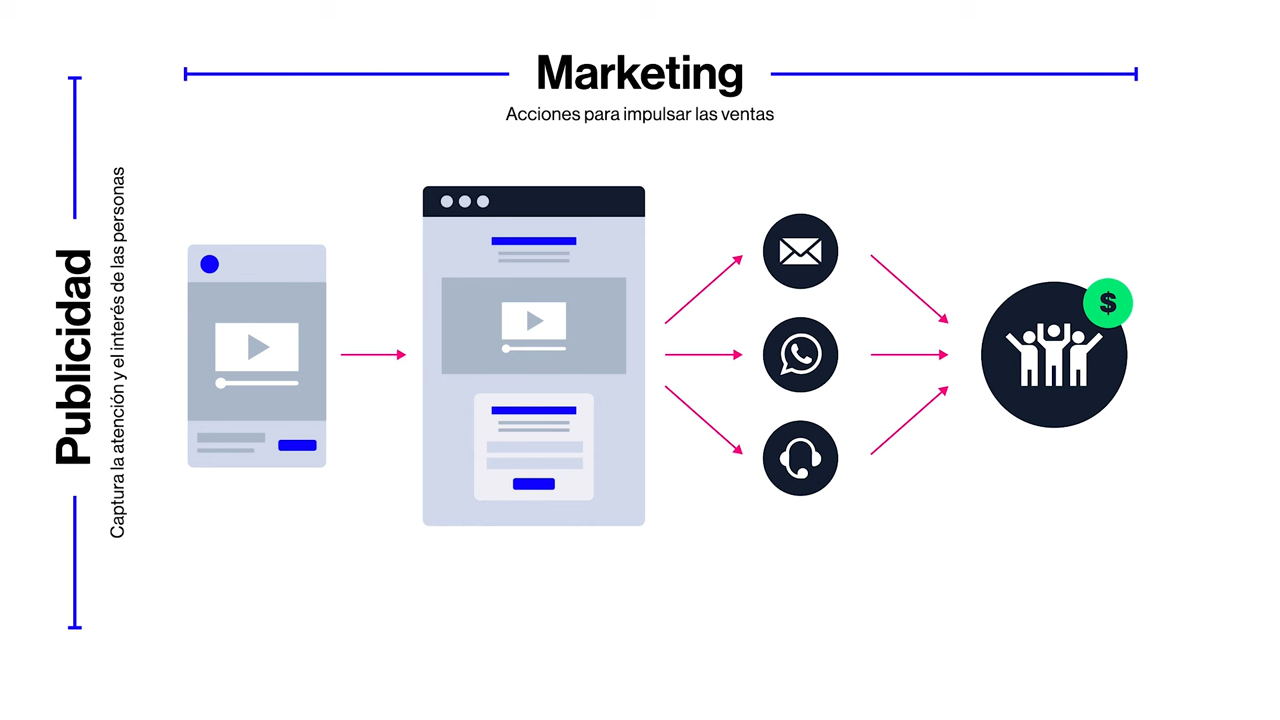 Marketing
Acciones para impulsar las ventas
Publicidad
Captura la atención y el interés de las personas
$